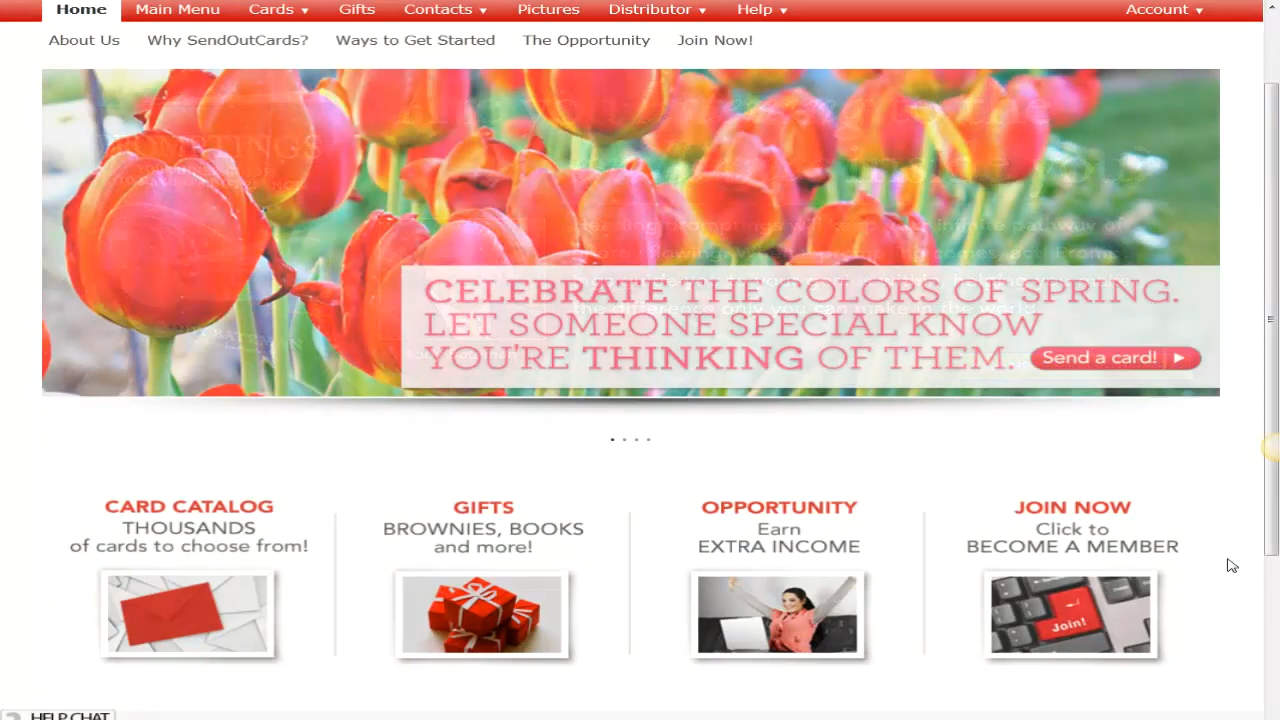 Home Main Menu Cards Gifts Contacts Pictures Distributor Help Account
About Us Why SendOutCards? Ways to Get Started The Opportunity Join Now!
CELEBRATE THE COLORS OF SPRING.
LET SOMEONE SPECIAL KNOW
YOU'RE THINKING OF THEM.
Send a card!
CARD CATALOG
THOUSANDS
of cards to choose from!
GIFTS
BROWNIES, BOOKS
and more!
OPPORTUNITY
Earn
EXTRA INCOME
JOIN NOW
Click to
BECOME A MEMBER
Join!
HELP CHAT